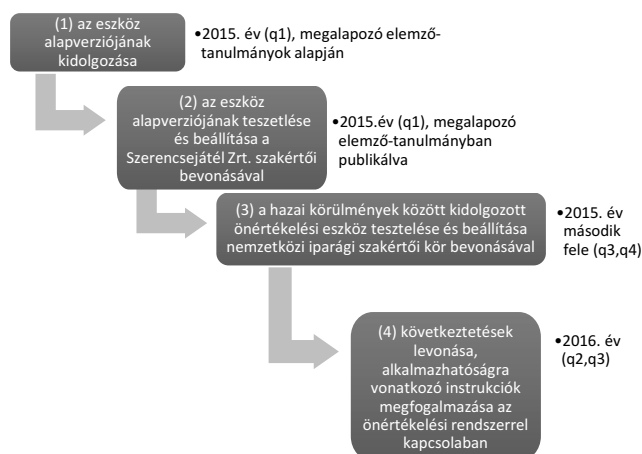 (1) az eszköz
alapverziójának
kidolgozása
•2015. év (q1), megalapozó elemző-
tanulmányok alapján
(2) az eszköz
alapverziójának teszetlése
és beállítása a
Szerencsejátél Zrt. szakértői
bevonásával
•2015.év (q1), megalapozó
elemző-tanulmányban
publikálva
(3) a hazai körülmények között kidolgozott
önértékelési eszköz tesztelése és beállítása
nemzetközi iparági szakértői kör bevonásával
•2015. év
második
fele (q3,q4)
(4) következtetések
levonása,
alkalmazhatóságra
vonatkozó instrukciók
megfogalmazása az
önértékelési rendszerrel
kapcsolaban
•2016. év
(q2,q3)